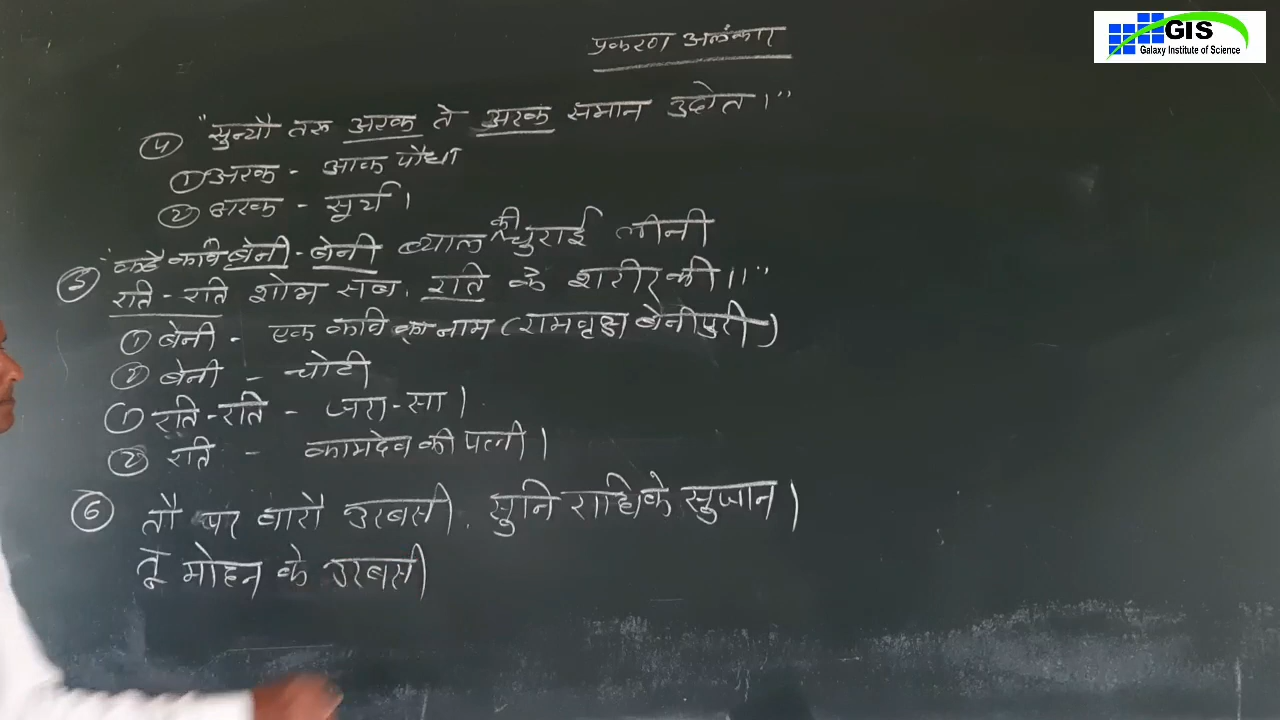 GIS
Galaxy Institute of Science
प्रकरण अलंकार
④ "सुन्यौ तरु अरक ते अरक समान उदोत।"
① अरक - आक पौधा
② अरक - सूर्य।
⑤ "कहै कवि बेनी-बेनी ब्याल की चुराई लीनी
रति-रति शोभा सब, रति के शरीर की॥"
① बेनी - एक कवि का नाम (रामवृक्ष बेनीपुरी)
② बेनी - चोटी
① रति-रति - जरा-सा।
② रति - कामदेव की पत्नी।
⑥ तौ पर बारौ उरबसी, सुनि राधिके सुजान।
तू मोहन के उरबसी